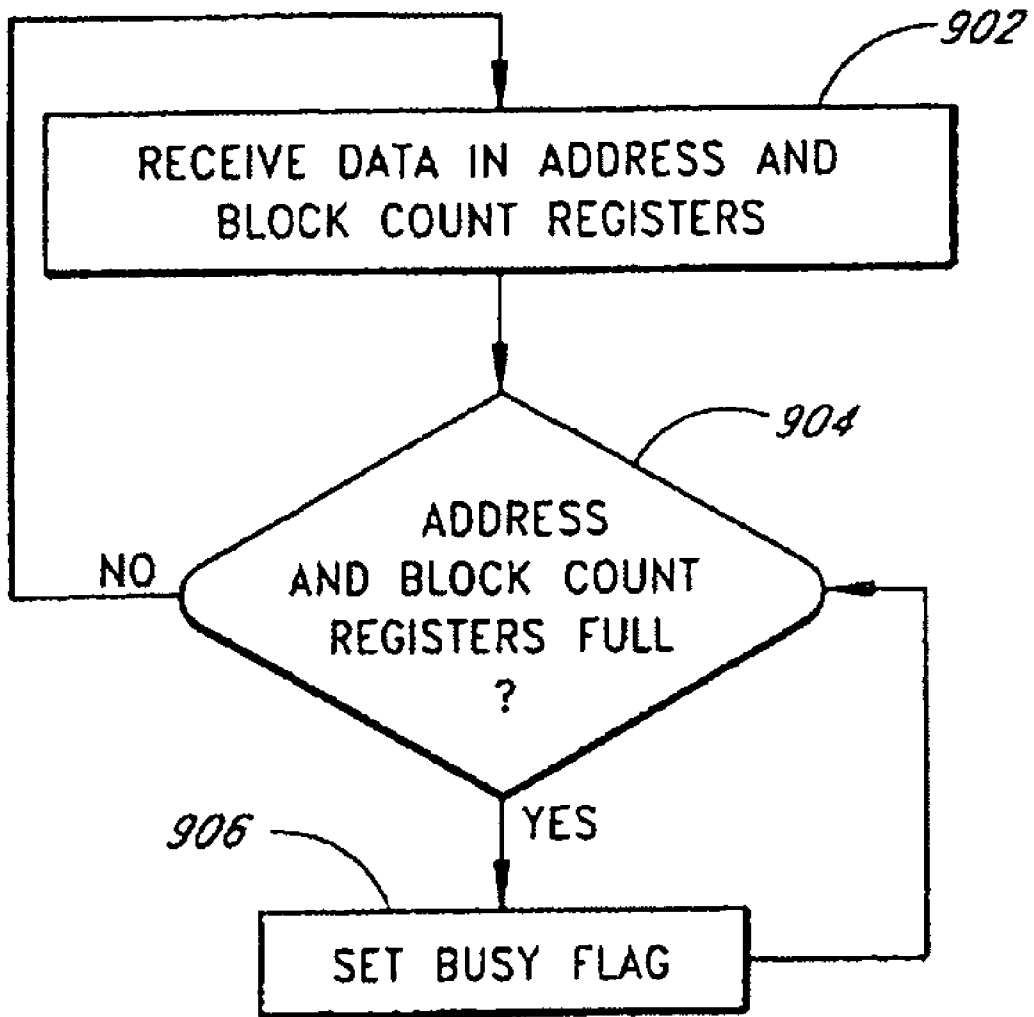 902
RECEIVE DATA IN ADDRESS AND
BLOCK COUNT REGISTERS
904
ADDRESS
AND BLOCK COUNT
REGISTERS FULL
?
NO
YES
906
SET BUSY FLAG